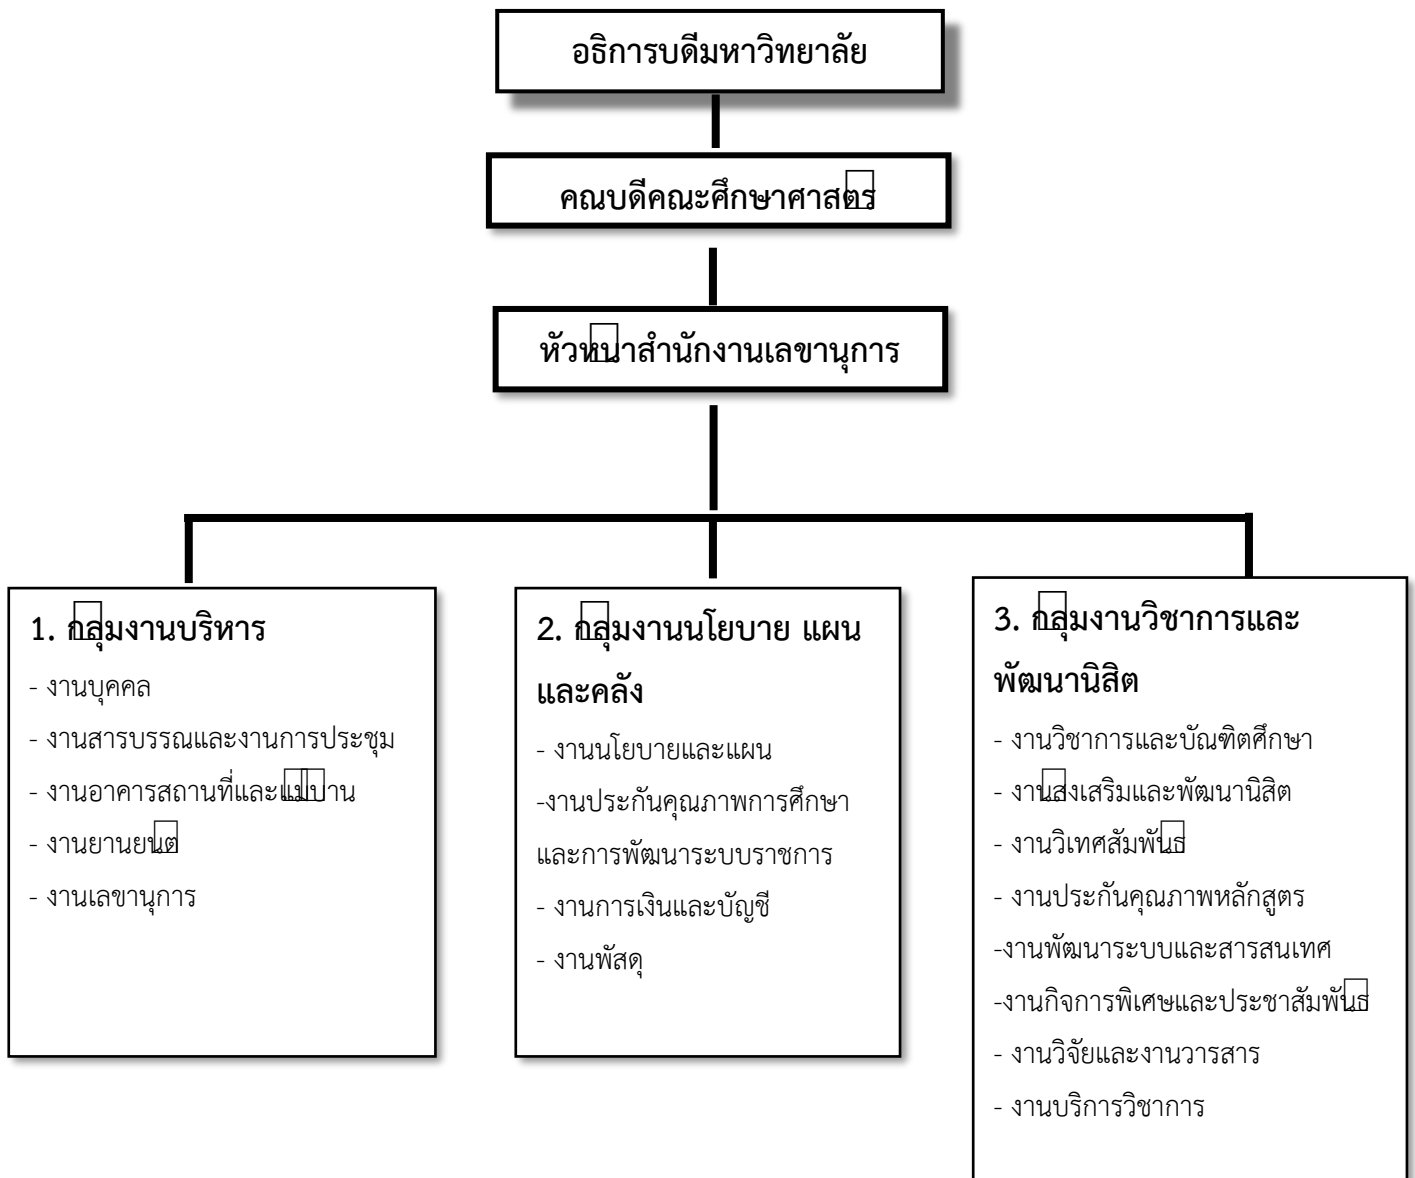 อธิการบดีมหาวิทยาลัย
คณบดีคณะศึกษาศาสตร
หัวหนาสำนักงานเลขานุการ
1. กลุมงานบริหาร
- งานบุคคล
- งานสารบรรณและงานการประชุม
- งานอาคารสถานที่และแมบาน
- งานยานยนต
- งานเลขานุการ
2. กลุมงานนโยบาย แผน
และคลัง
- งานนโยบายและแผน
-งานประกันคุณภาพการศึกษา
และการพัฒนาระบบราชการ
- งานการเงินและบัญชี
- งานพัสดุ
3. กลุมงานวิชาการและ
พัฒนานิสิต
- งานวิชาการและบัณฑิตศึกษา
- งานสงเสริมและพัฒนานิสิต
- งานวิเทศสัมพันธ
- งานประกันคุณภาพหลักสูตร
-งานพัฒนาระบบและสารสนเทศ
-งานกิจการพิเศษและประชาสัมพันธ
- งานวิจัยและงานวารสาร
- งานบริการวิชาการ